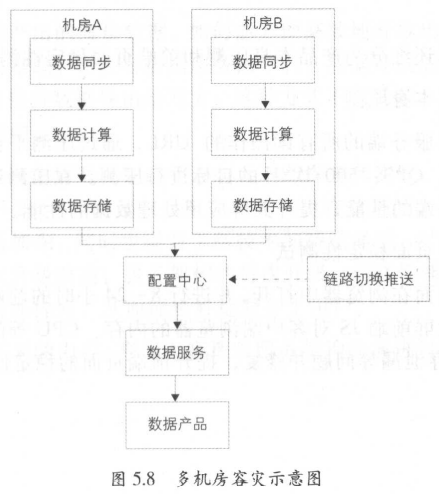 机房A
机房B
数据同步
数据同步
数据计算
数据计算
数据存储
数据存储
配置中心
链路切换推送
数据服务
数据产品
图 5.8 多机房容灾示意图